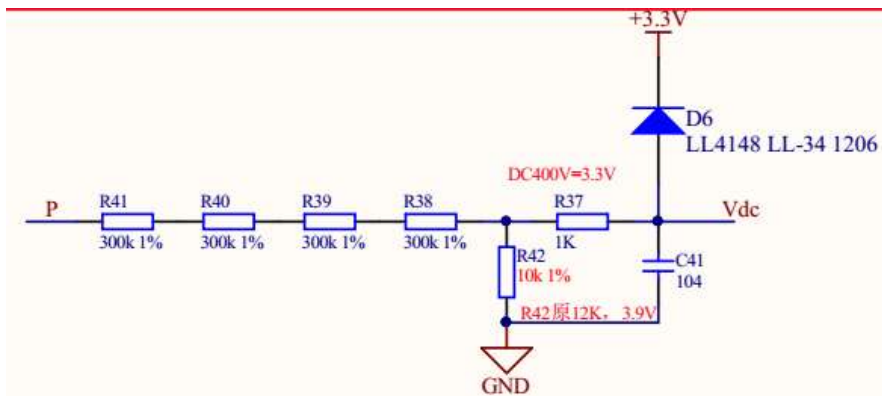 +3.3V
D6
LL4148 LL-34 1206
DC400V=3.3V
P
R41
R40
R39
R38
R37
Vdc
300k 1%
300k 1%
300k 1%
300k 1%
1K
R42
10k 1%
C41
104
R42原12K，3.9V
GND